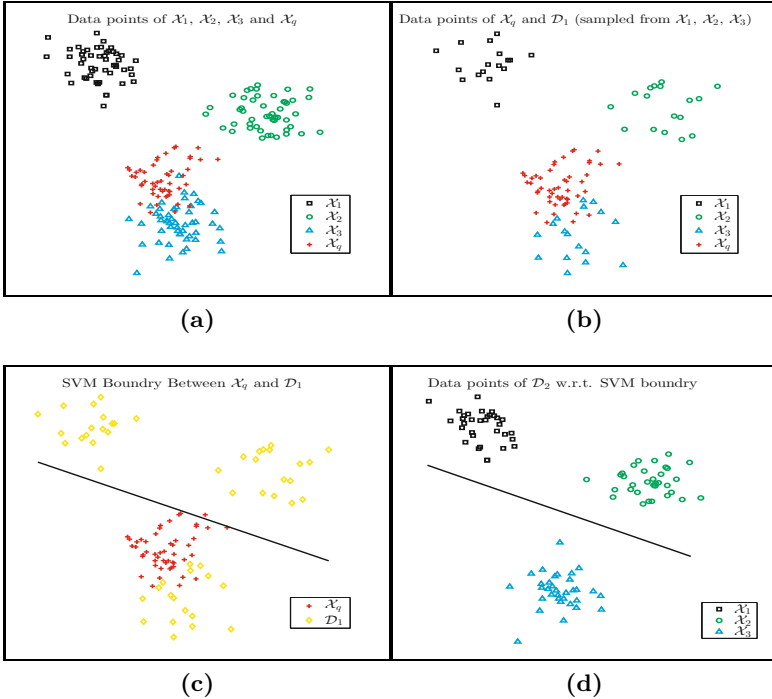 Data points of 𝒳₁, 𝒳₂, 𝒳₃ and 𝒳q
𝒳₁
𝒳₂
𝒳₃
𝒳q
(a)
Data points of 𝒳q and 𝒟₁ (sampled from 𝒳₁, 𝒳₂, 𝒳₃)
𝒳₁
𝒳₂
𝒳₃
𝒳q
(b)
SVM Boundry Between 𝒳q and 𝒟₁
𝒳q
𝒟₁
(c)
Data points of 𝒟₂ w.r.t. SVM boundry
𝒳₁
𝒳₂
𝒳₃
(d)